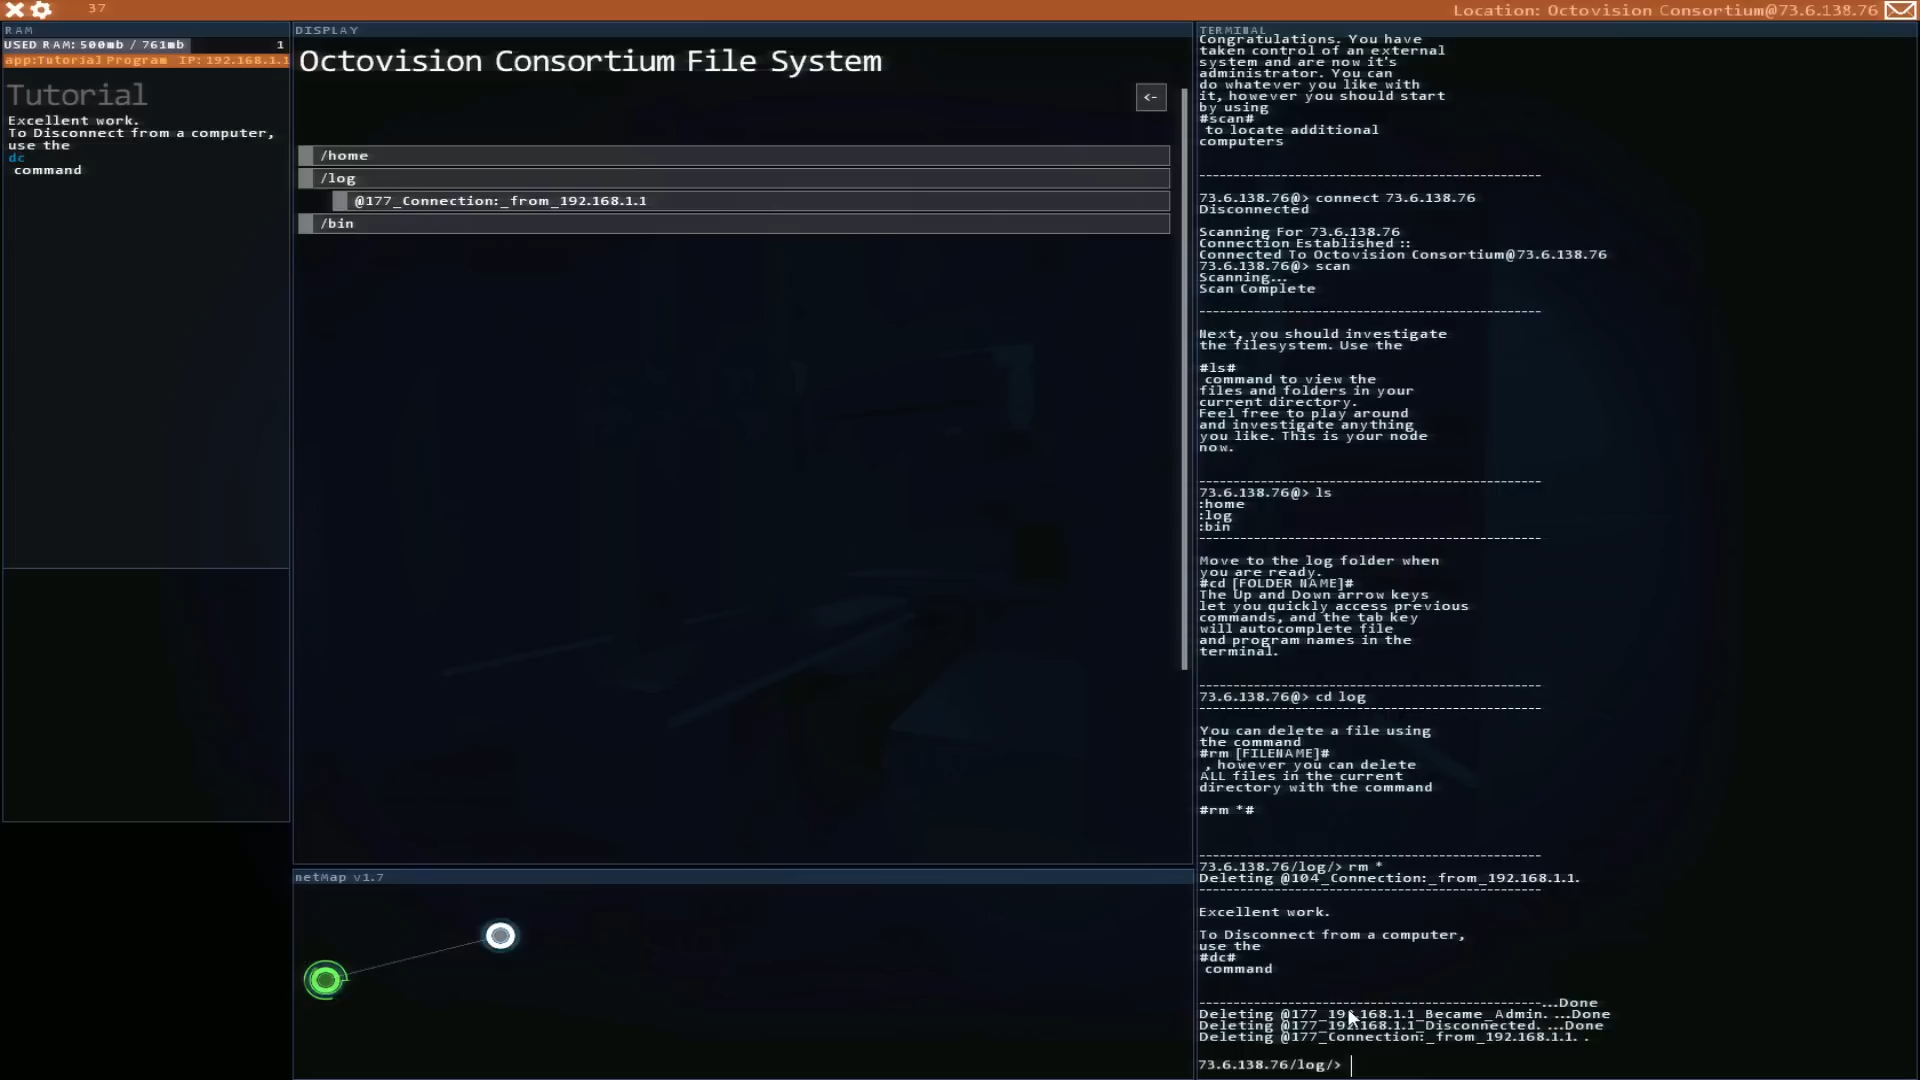 37
Location: Octovision Consortium@73.6.138.76
RAM
USED RAM: 500mb / 761mb 1
app:Tutorial Program IP: 192.168.1.1
Tutorial
Excellent work.
To Disconnect from a computer,
use the
dc
command
DISPLAY
Octovision Consortium File System
<-
/home
/log
@177_Connection:_from_192.168.1.1
/bin
netMap v1.7
TERMINAL
Congratulations. You have
taken control of an external
system and are now it's
administrator. You can
do whatever you like with
it, however you should start
by using
#scan#
to locate additional
computers
--------------------------------------------------
73.6.138.76@> connect 73.6.138.76
Disconnected
Scanning For 73.6.138.76
Connection Established ::
Connected To Octovision Consortium@73.6.138.76
73.6.138.76@> scan
Scanning...
Scan Complete
--------------------------------------------------
Next, you should investigate
the filesystem. Use the
#ls#
command to view the
files and folders in your
current directory.
Feel free to play around
and investigate anything
you like. This is your node
now.
--------------------------------------------------
73.6.138.76@> ls
:home
:log
:bin
--------------------------------------------------
Move to the log folder when
you are ready.
#cd [FOLDER NAME]#
The Up and Down arrow keys
let you quickly access previous
commands, and the tab key
will autocomplete file
and program names in the
terminal.
--------------------------------------------------
73.6.138.76@> cd log
--------------------------------------------------
You can delete a file using
the command
#rm [FILENAME]#
, however you can delete
ALL files in the current
directory with the command
#rm *#
--------------------------------------------------
73.6.138.76/log/> rm *
Deleting @104_Connection:_from_192.168.1.1.
--------------------------------------------------
Excellent work.
To Disconnect from a computer,
use the
#dc#
command
--------------------------------------------------...Done
Deleting @177_192.168.1.1_Became_Admin. ...Done
Deleting @177_192.168.1.1_Disconnected. ...Done
Deleting @177_Connection:_from_192.168.1.1. .
73.6.138.76/log/>